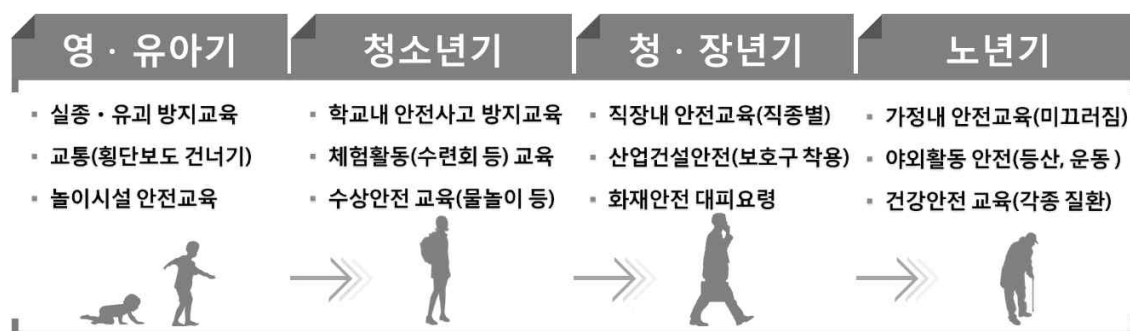 영 · 유아기
실종 · 유괴 방지교육
교통(횡단보도 건너기)
놀이시설 안전교육
청소년기
학교내 안전사고 방지교육
체험활동(수련회 등) 교육
수상안전 교육(물놀이 등)
청 · 장년기
직장내 안전교육(직종별)
산업건설안전(보호구 착용)
화재안전 대피요령
노년기
가정내 안전교육(미끄러짐)
야외활동 안전(등산, 운동 )
건강안전 교육(각종 질환)